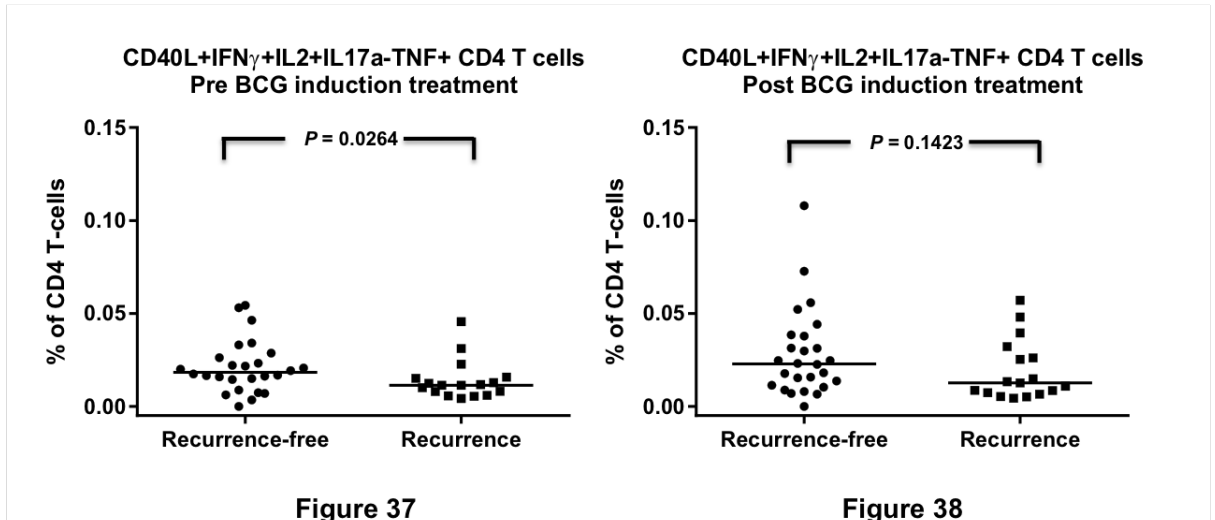 CD40L+IFNγ+IL2+IL17a-TNF+ CD4 T cells
Pre BCG induction treatment
0.15
0.10
0.05
0.00
% of CD4 T-cells
P = 0.0264
Recurrence-free
Recurrence
Figure 37
CD40L+IFNγ+IL2+IL17a-TNF+ CD4 T cells
Post BCG induction treatment
0.15
0.10
0.05
0.00
% of CD4 T-cells
P = 0.1423
Recurrence-free
Recurrence
Figure 38